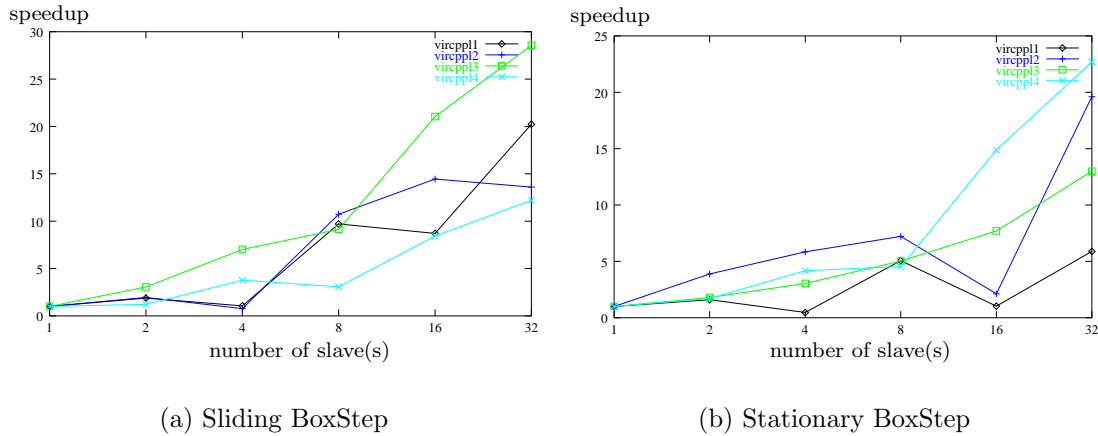 speedup
30
25
20
15
10
5
0
vircppl1
vircppl2
vircppl3
vircppl4
1 2 4 8 16 32
number of slave(s)
(a) Sliding BoxStep
speedup
25
20
15
10
5
0
vircppl1
vircppl2
vircppl3
vircppl4
1 2 4 8 16 32
number of slave(s)
(b) Stationary BoxStep